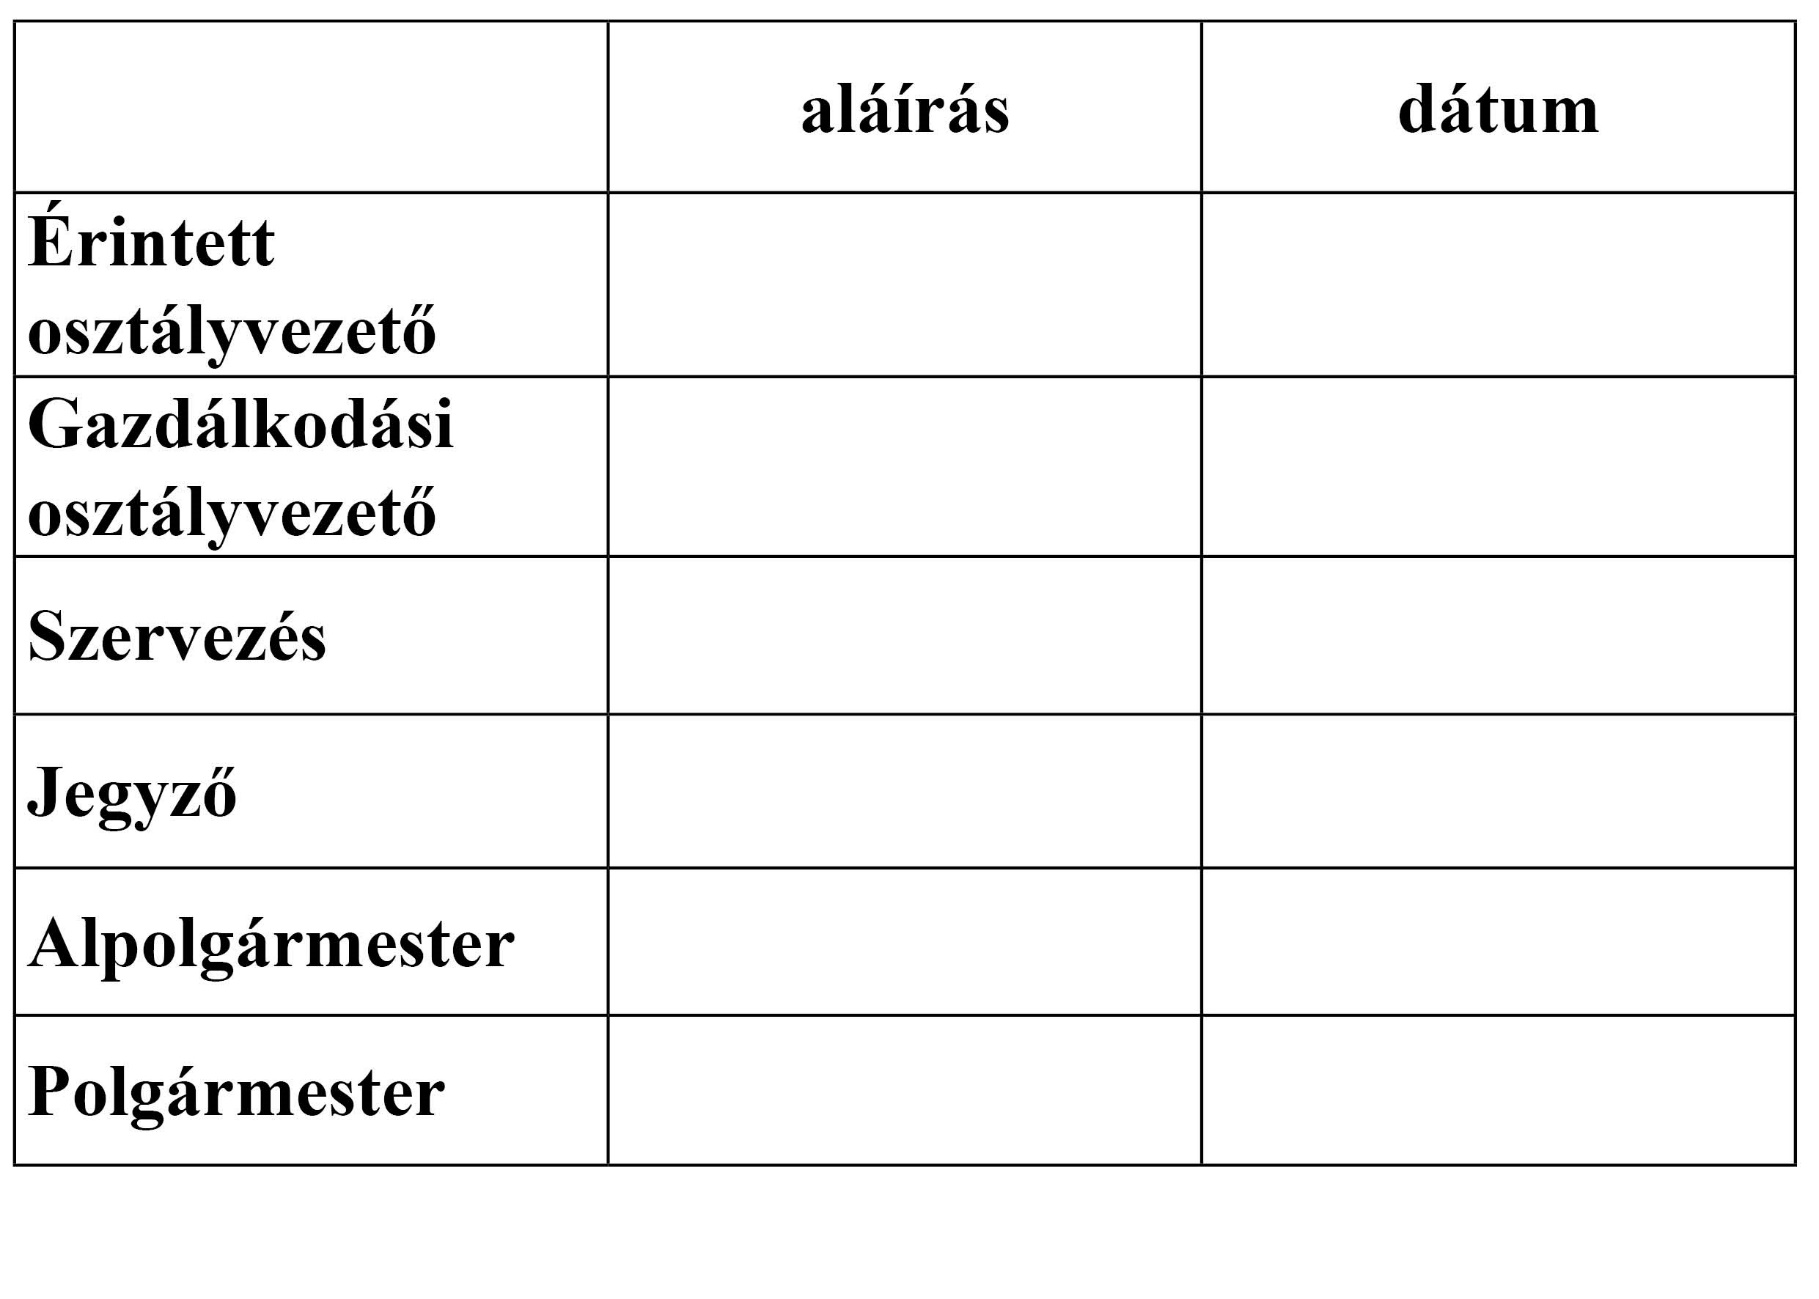 aláírás dátum
Érintett
osztályvezető
Gazdálkodási
osztályvezető
Szervezés
Jegyző
Alpolgármester
Polgármester